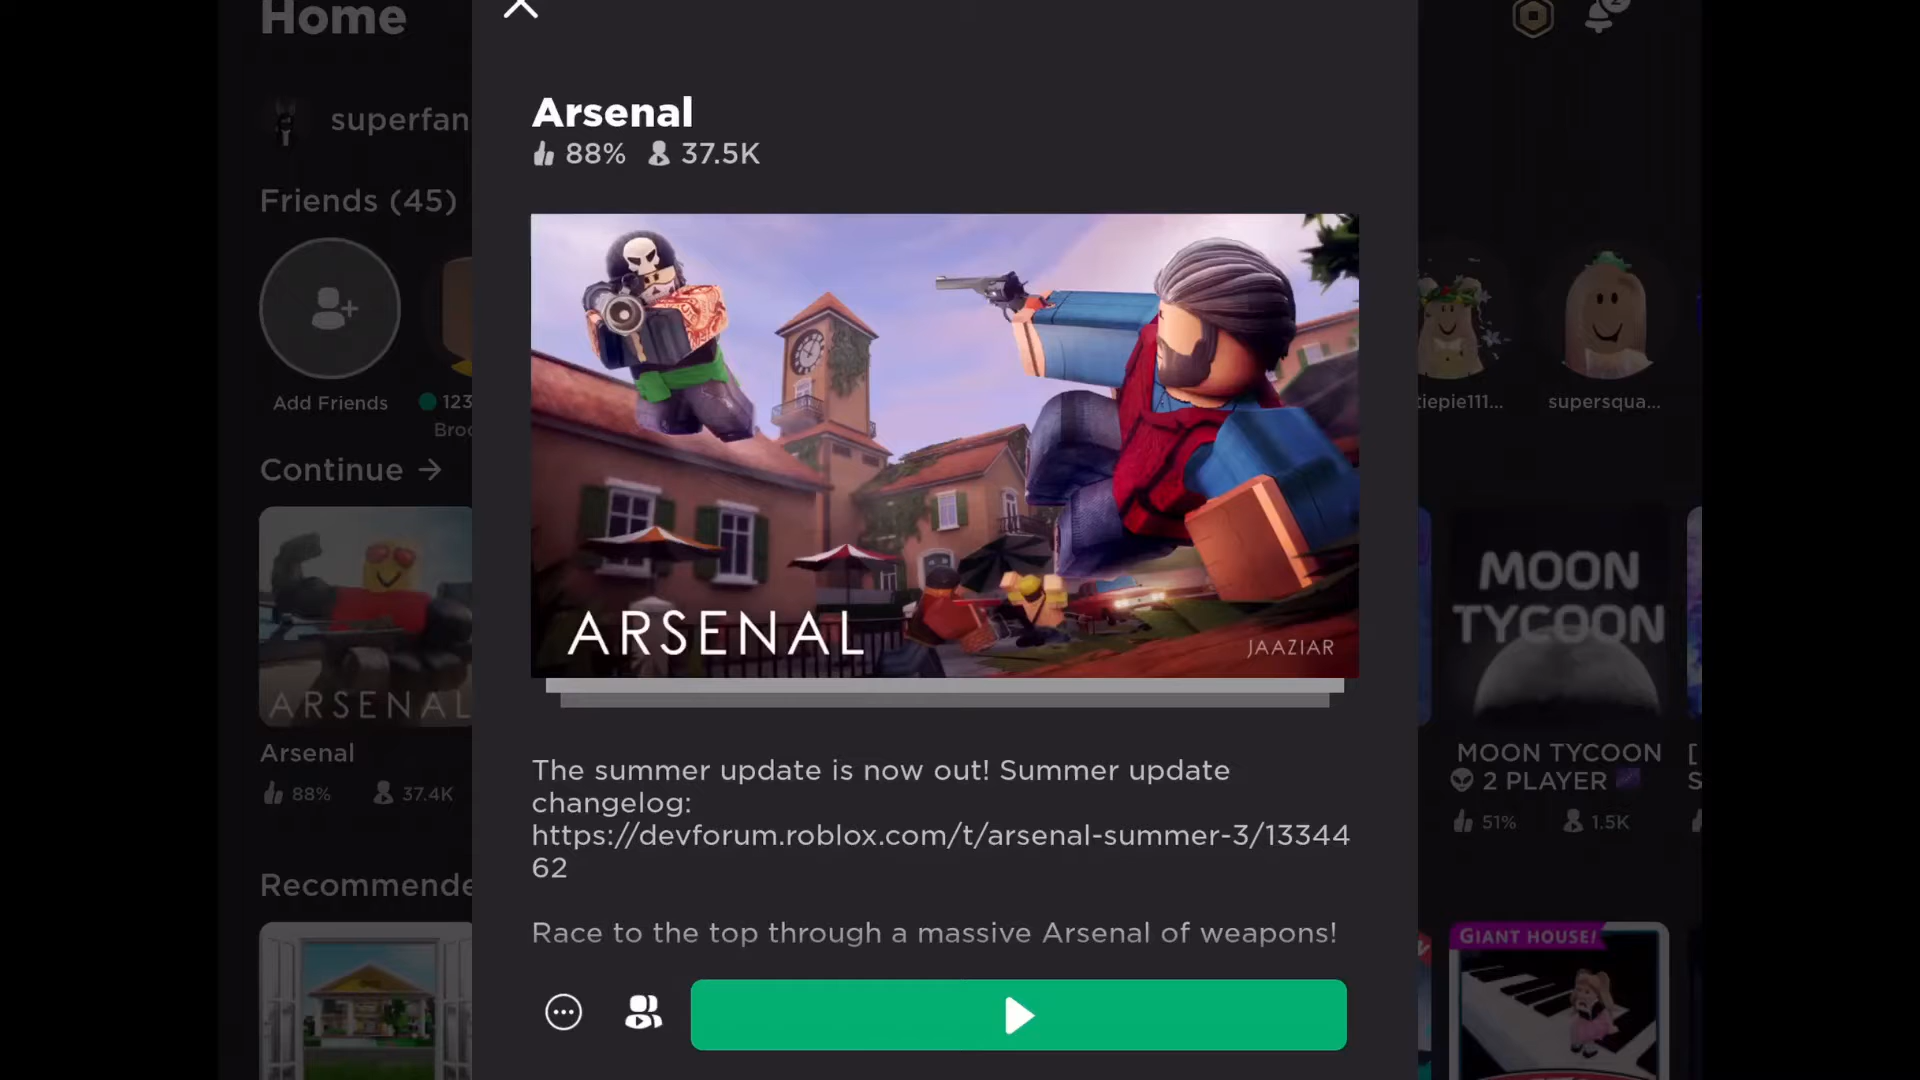 Home
superfan
Friends (45)
Add Friends
123
Broo
tiepie111...
supersqua...
Continue →
ARSENAL
Arsenal
88% 37.4K
Recommende
Arsenal
88% 37.5K
ARSENAL
JAAZIAR
The summer update is now out! Summer update
changelog:
https://devforum.roblox.com/t/arsenal-summer-3/13344
62
Race to the top through a massive Arsenal of weapons!
MOON
TYCOON
MOON TYCOON
👽 2 PLAYER
51% 1.5K
[
S
GIANT HOUSE!